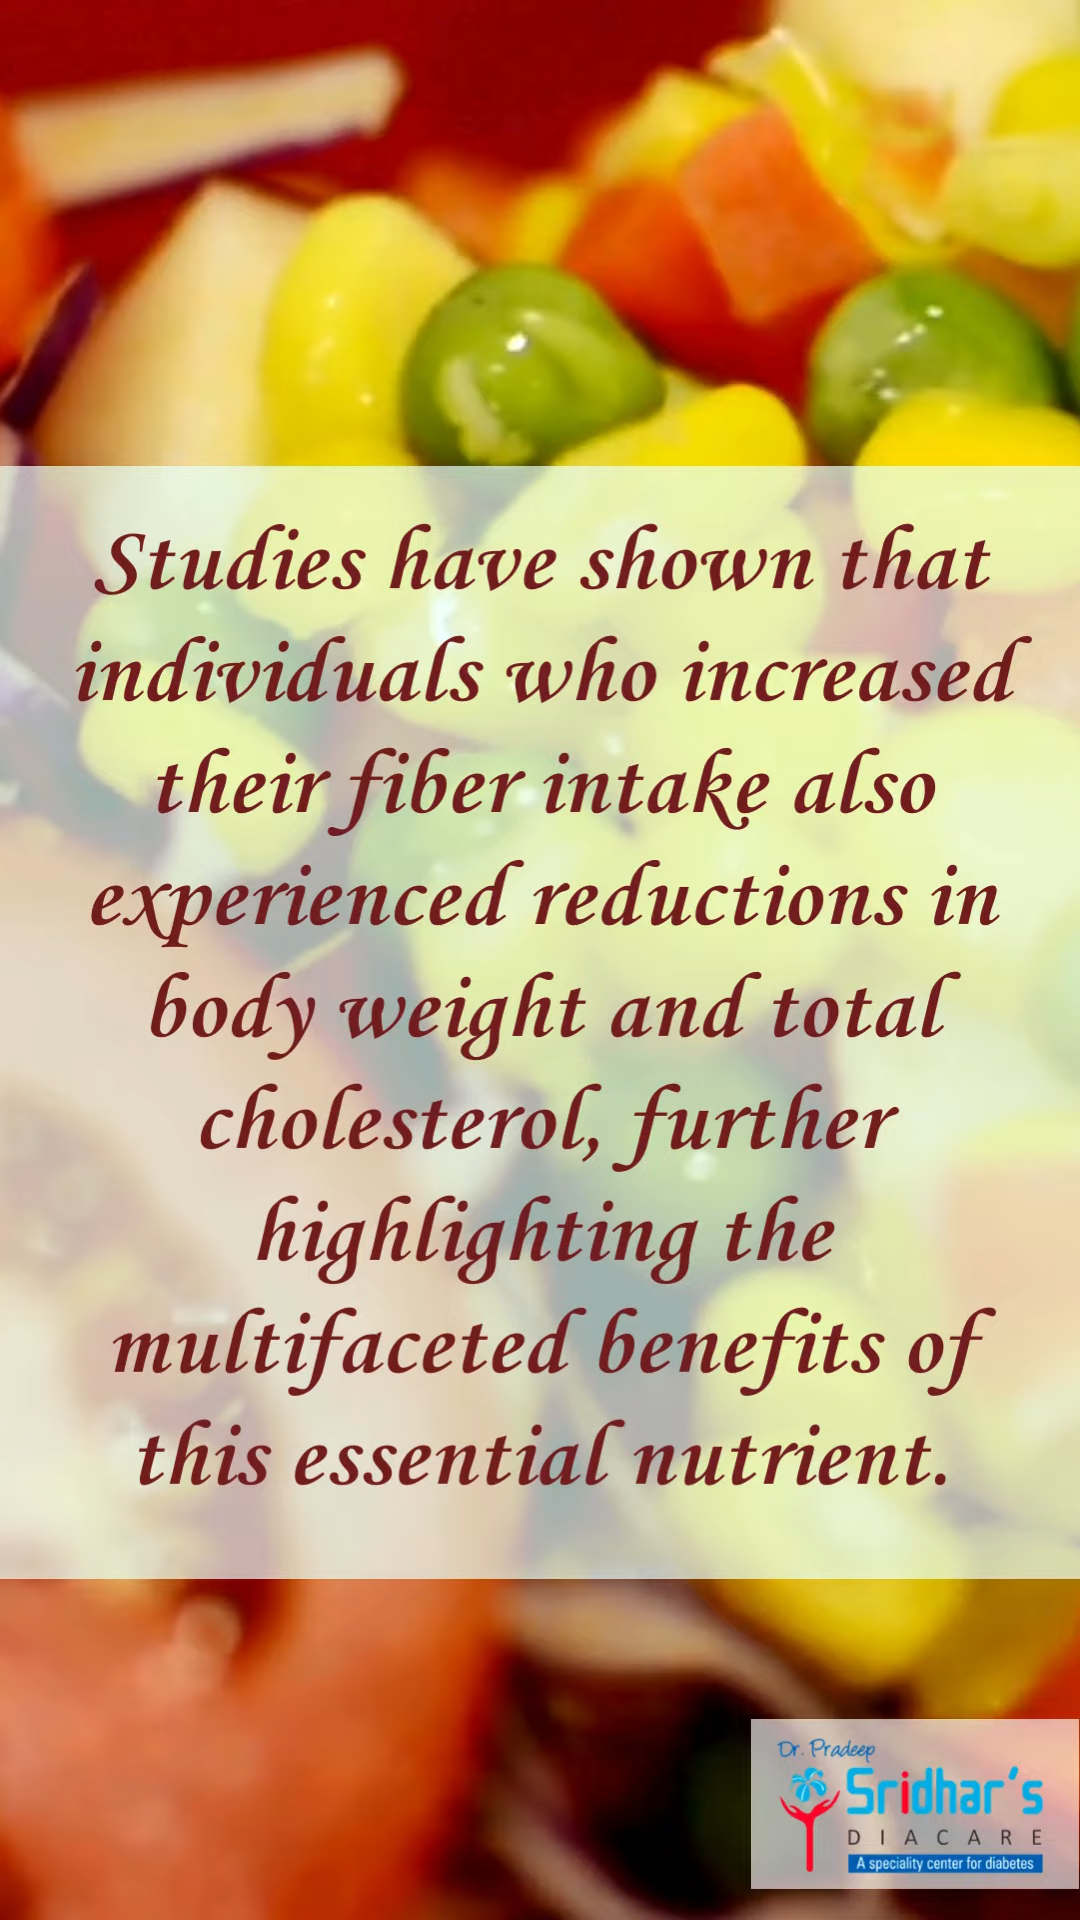 Studies have shown that
individuals who increased
their fiber intake also
experienced reductions in
body weight and total
cholesterol, further
highlighting the
multifaceted benefits of
this essential nutrient.
Dr. Pradeep
Sridhar's
DIACARE
A speciality center for diabetes